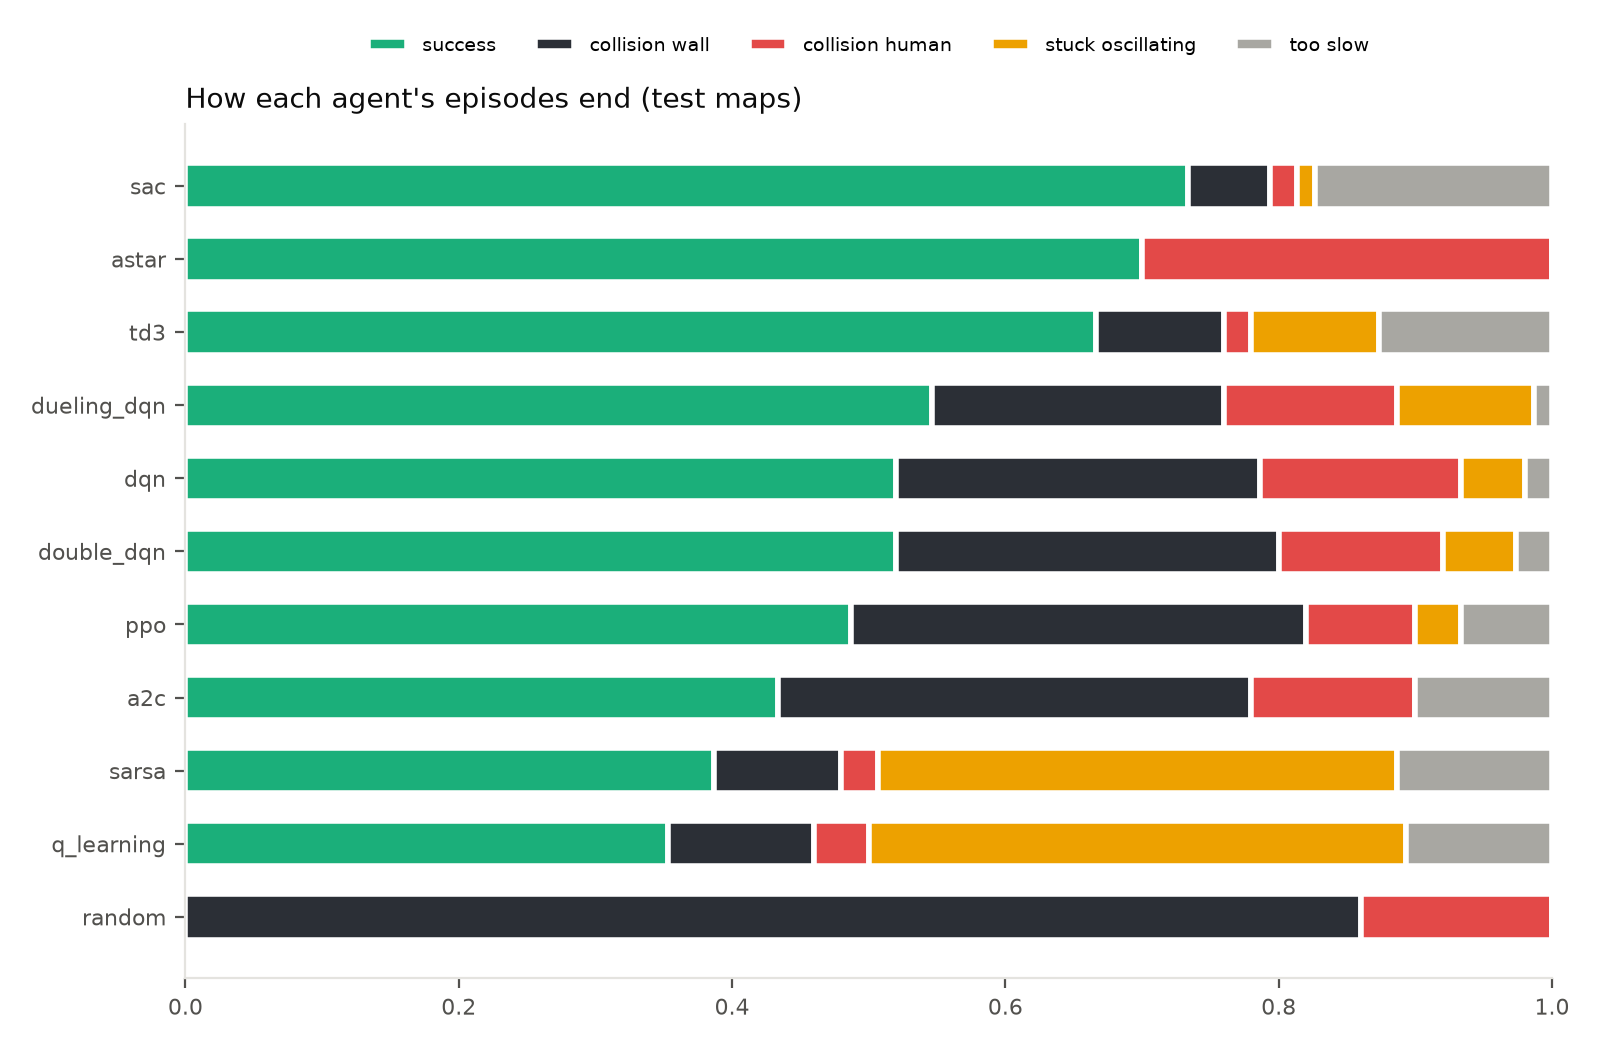 success collision wall collision human stuck oscillating too slow
How each agent's episodes end (test maps)
sac
astar
td3
dueling_dqn
dqn
double_dqn
ppo
a2c
sarsa
q_learning
random
0.0 0.2 0.4 0.6 0.8 1.0